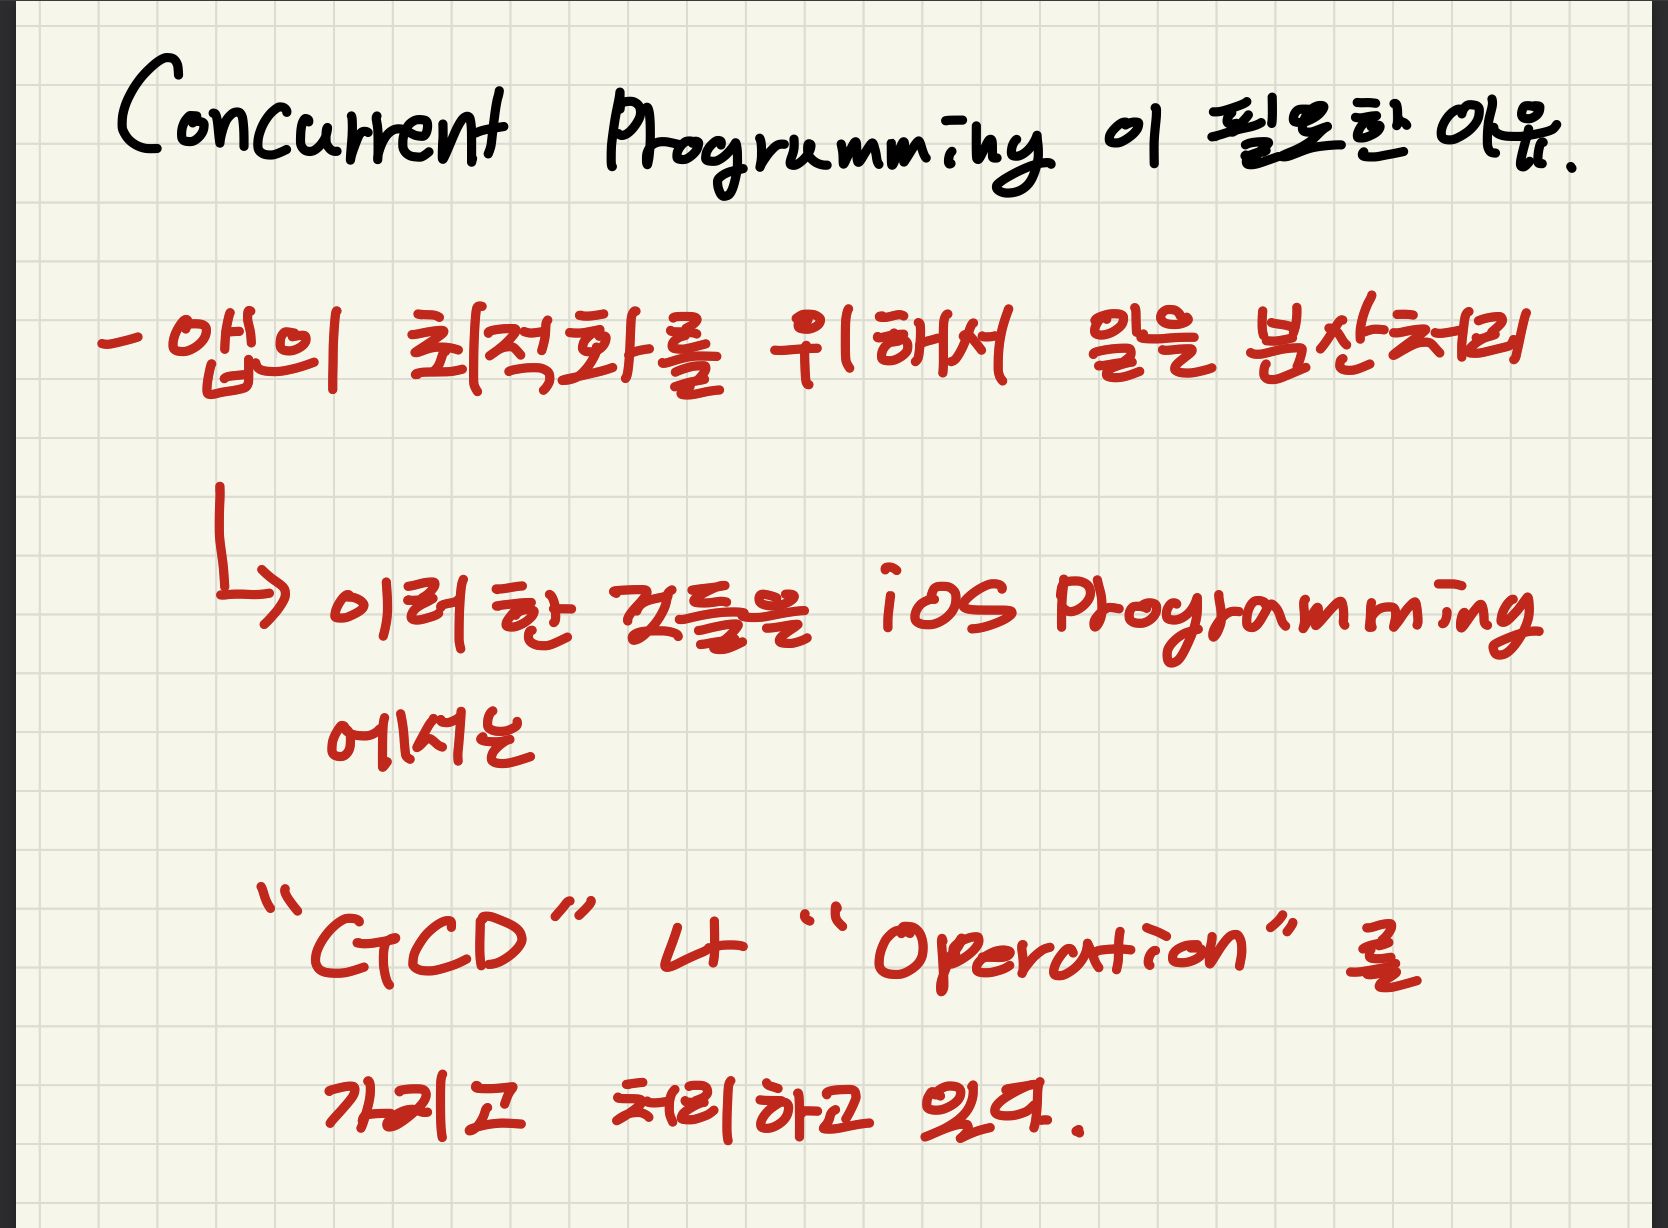 Concurrent Programming 이 필요한 이유.
- 앱의 최적화를 위해서 일을 분산처리
이러한 것들을 iOS Programming
에서는
"GCD" 나 "Operation" 를
가지고 처리하고 있다.